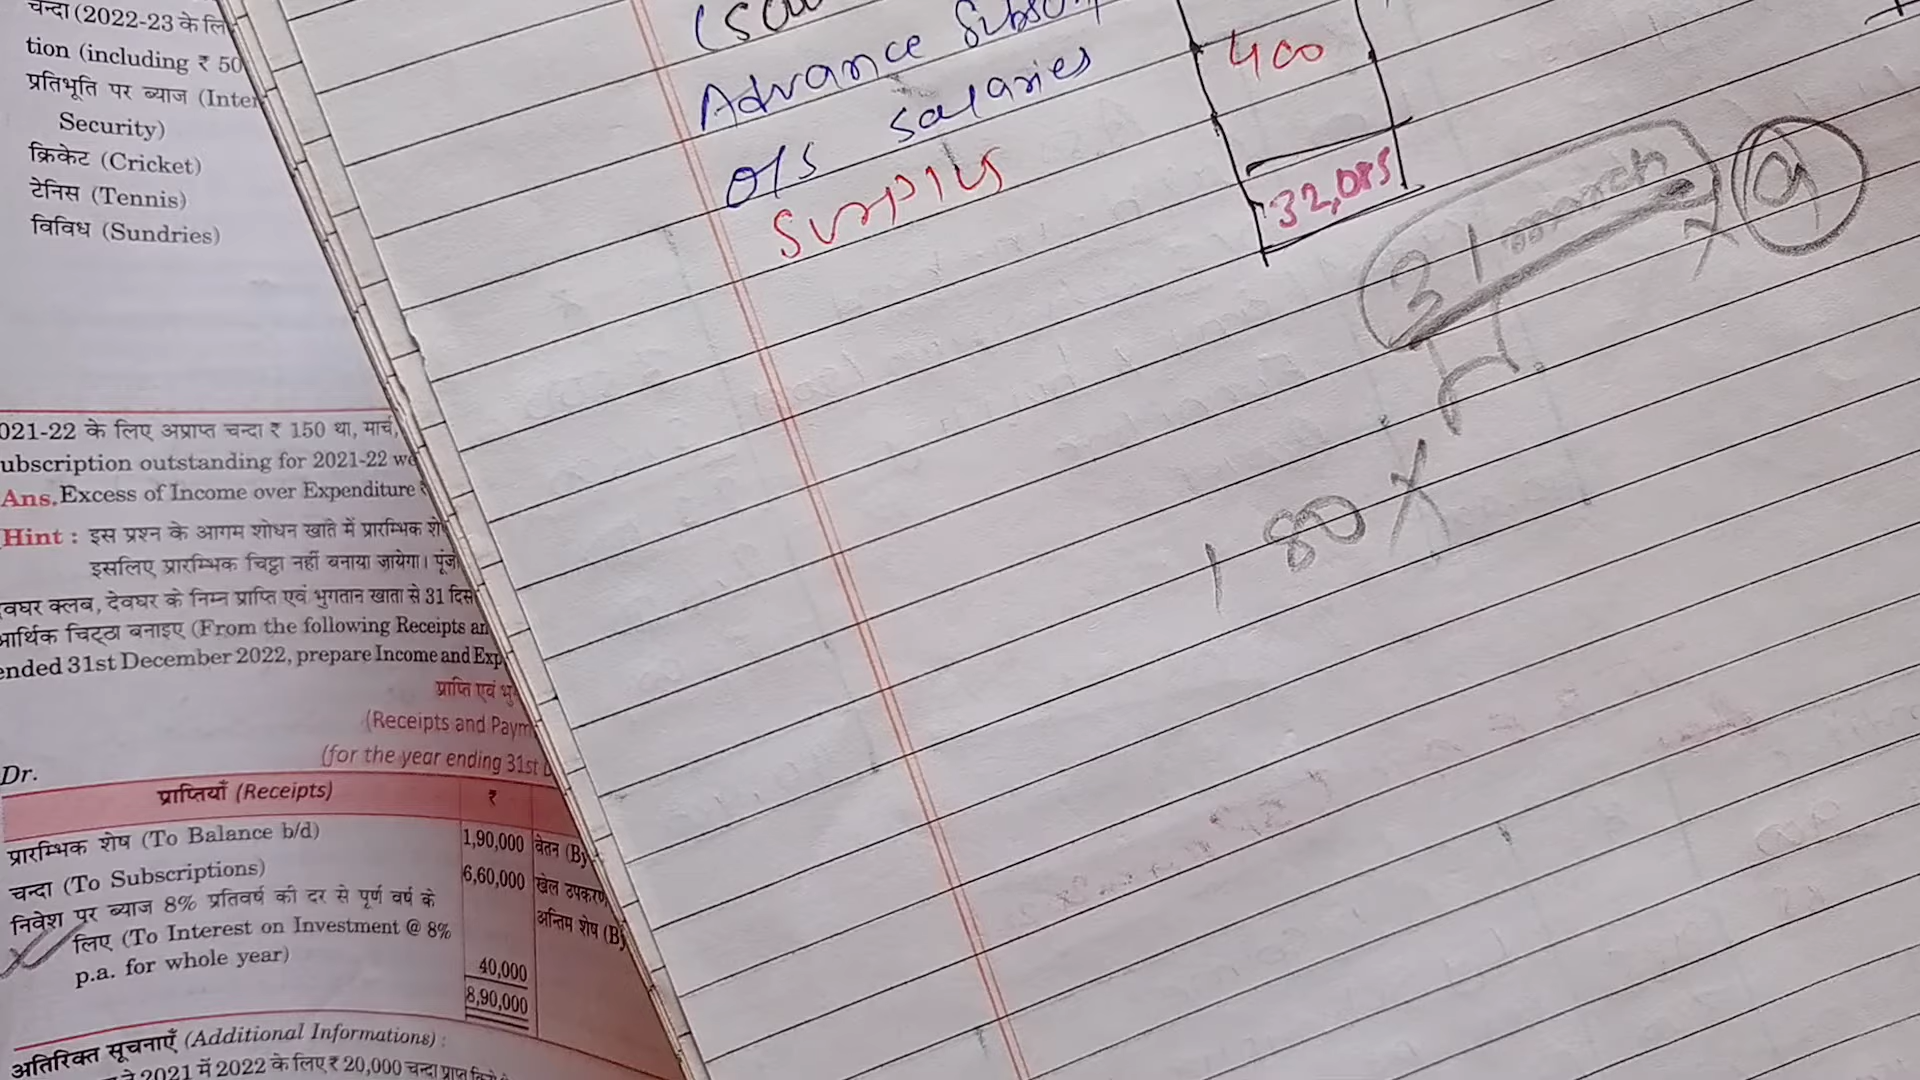 चन्दा (2022-23 के लि
tion (including ₹ 50
प्रतिभूति पर ब्याज (Inter
Security)
क्रिकेट (Cricket)
टेनिस (Tennis)
विविध (Sundries)
021-22 के लिए अप्राप्त चन्दा ₹ 150 था, मार्च,
ubscription outstanding for 2021-22 we
Ans. Excess of Income over Expenditure ₹
Hint : इस प्रश्न के आगम शोधन खाते में प्रारम्भिक शे
इसलिए प्रारम्भिक चिट्ठा नहीं बनाया जायेगा। पूंज
वघर क्लब, देवघर के निम्न प्राप्ति एवं भुगतान खाता से 31 दिस
आर्थिक चिट्ठा बनाइए (From the following Receipts an
ended 31st December 2022, prepare Income and Exp
प्राप्ति एवं भु
(Receipts and Paym
(for the year ending 31st D
Dr.
प्राप्तियाँ (Receipts) ₹
प्रारम्भिक शेष (To Balance b/d) 1,90,000 वेतन (By
चन्दा (To Subscriptions) 6,60,000 खेल उपकरण
निवेश पर ब्याज 8% प्रतिवर्ष की दर से पूर्ण वर्ष के अन्तिम शेष (B
लिए (To Interest on Investment @ 8%
p.a. for whole year) 40,000
8,90,000
अतिरिक्त सूचनाएँ (Additional Informations) :
2021 में 2022 के लिए ₹ 20,000 चन्दा प्राप्त
Advance Subsc
O/S salaries 400
Surplus
32,085
31 march
180 X